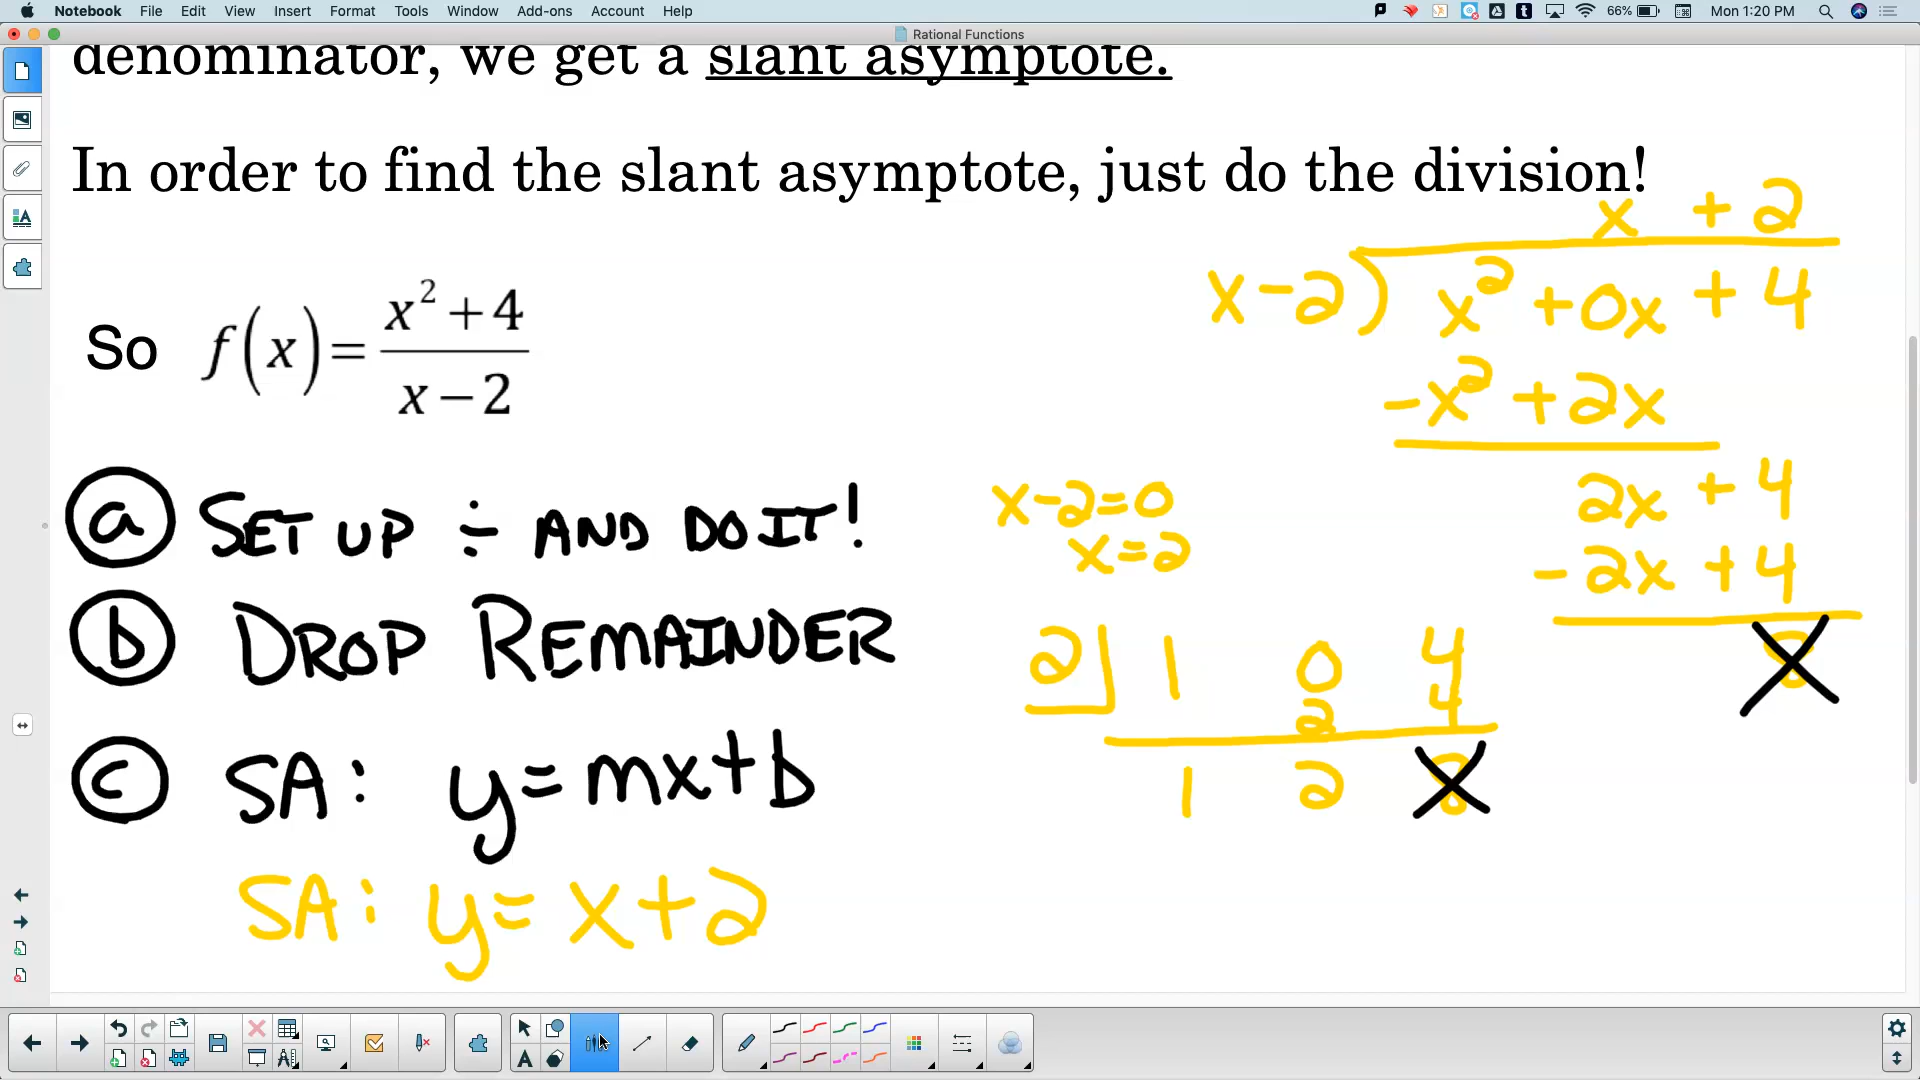 Notebook File Edit View Insert Format Tools Window Add-ons Account Help 66% Mon 1:20 PM
Rational Functions
denominator, we get a slant asymptote.
In order to find the slant asymptote, just do the division!
x + 2
x-2) x² + 0x + 4
-x² + 2x
2x + 4
- 2x + 4
8
So f(x) = (x² + 4)/(x − 2)
a SET UP ÷ AND DO IT!
b DROP REMAINDER
c SA: y = mx + b
SA: y = x + 2
x-2=0
x=2
2| 1 0 4
2 4
1 2 8